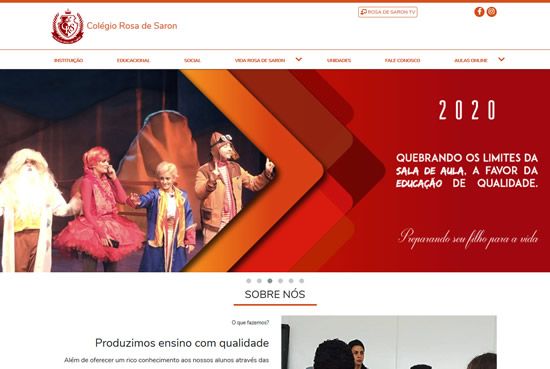 Colégio Rosa de Saron
ROSA DE SARON TV
INSTITUIÇÃO EDUCACIONAL SOCIAL VIDA ROSA DE SARON UNIDADES FALE CONOSCO AULAS ONLINE
2020
QUEBRANDO OS LIMITES DA
SALA DE AULA, A FAVOR DA
EDUCAÇÃO DE QUALIDADE.
Preparando seu filho para a vida
SOBRE NÓS
O que fazemos?
Produzimos ensino com qualidade
Além de oferecer um rico conhecimento aos nossos alunos através das